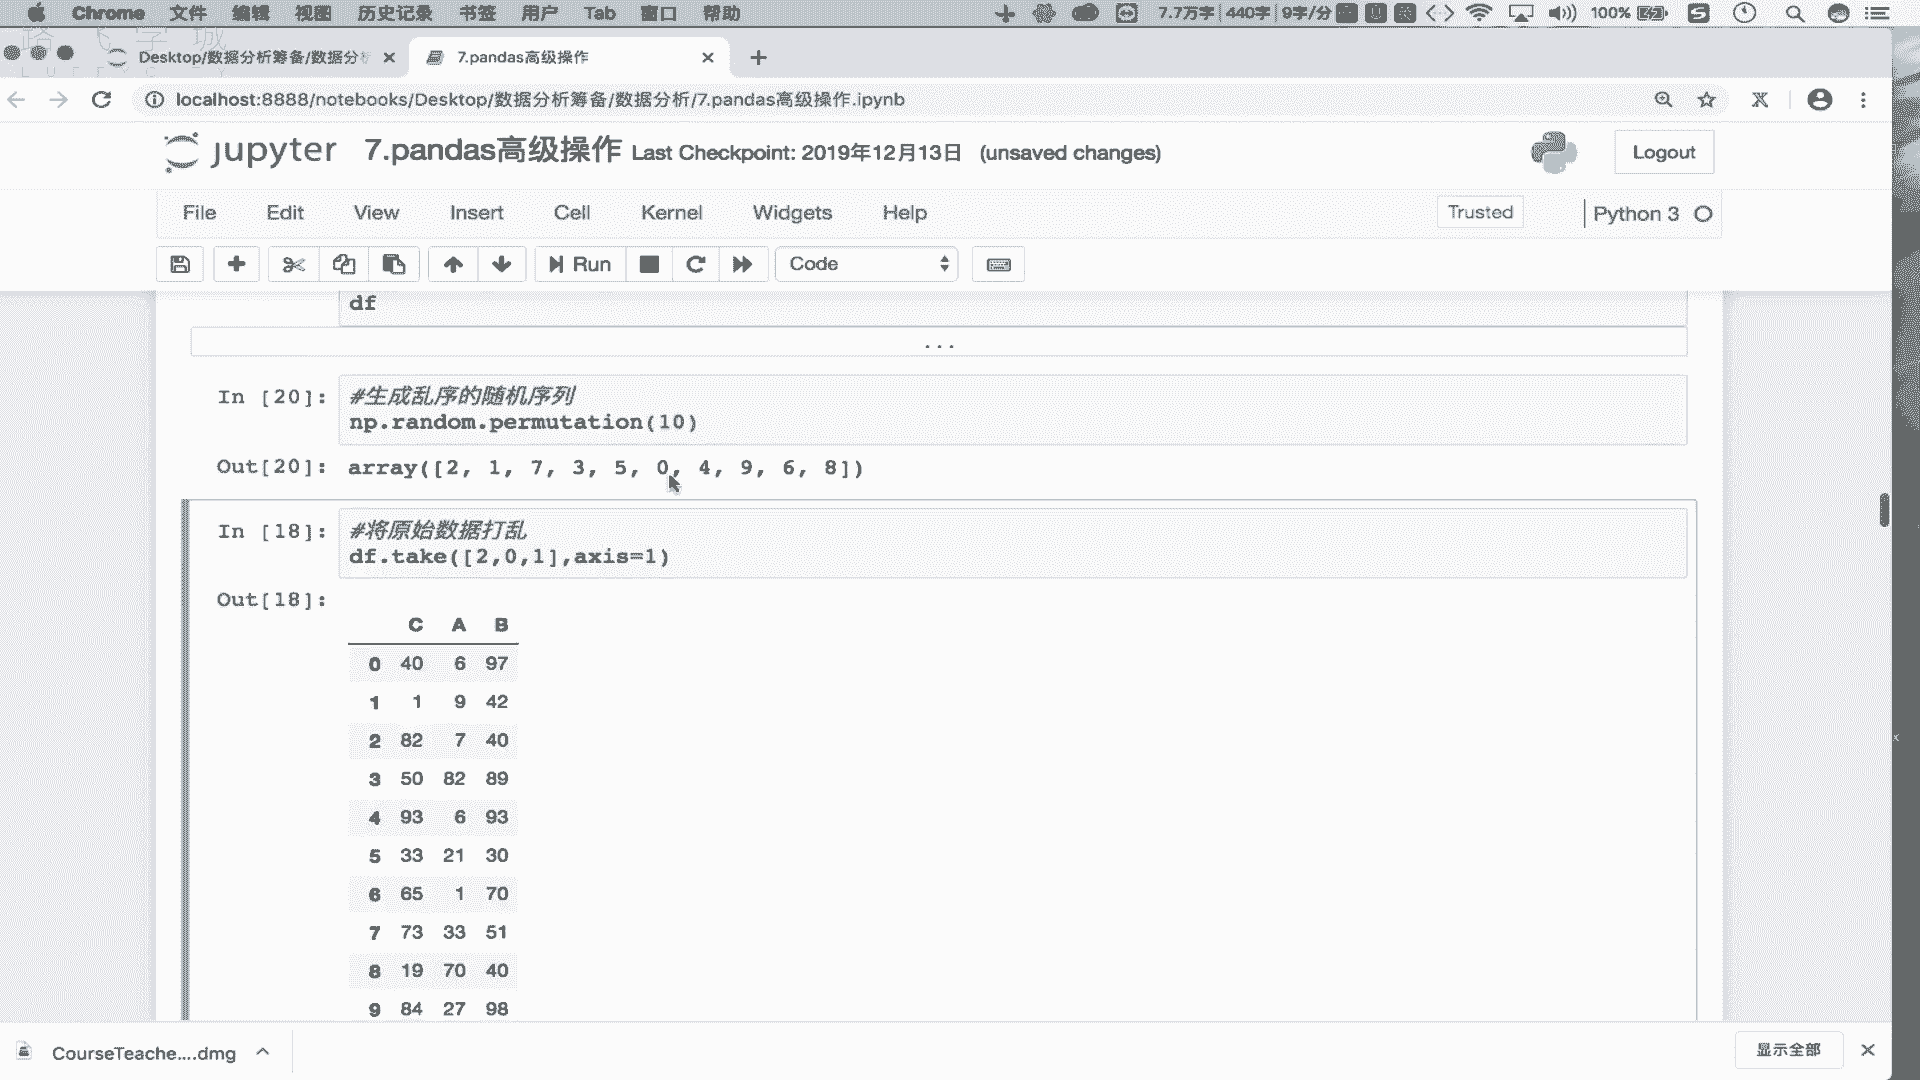 Chrome 文件 编辑 视图 历史记录 书签 用户 Tab 窗口 帮助 7.7万字 440字 9字/分 100%
Desktop/数据分析筹备/数据分 7.pandas高级操作
localhost:8888/notebooks/Desktop/数据分析筹备/数据分析/7.pandas高级操作.ipynb
jupyter 7.pandas高级操作 Last Checkpoint: 2019年12月13日 (unsaved changes) Logout
File Edit View Insert Cell Kernel Widgets Help Trusted Python 3
Run Code
df
...
In [20]: #生成乱序的随机序列
np.random.permutation(10)
Out[20]: array([2, 1, 7, 3, 5, 0, 4, 9, 6, 8])
In [18]: #将原始数据打乱
df.take([2,0,1],axis=1)
Out[18]:
C A B
0 40 6 97
1 1 9 42
2 82 7 40
3 50 82 89
4 93 6 93
5 33 21 30
6 65 1 70
7 73 33 51
8 19 70 40
9 84 27 98
CourseTeache....dmg 显示全部